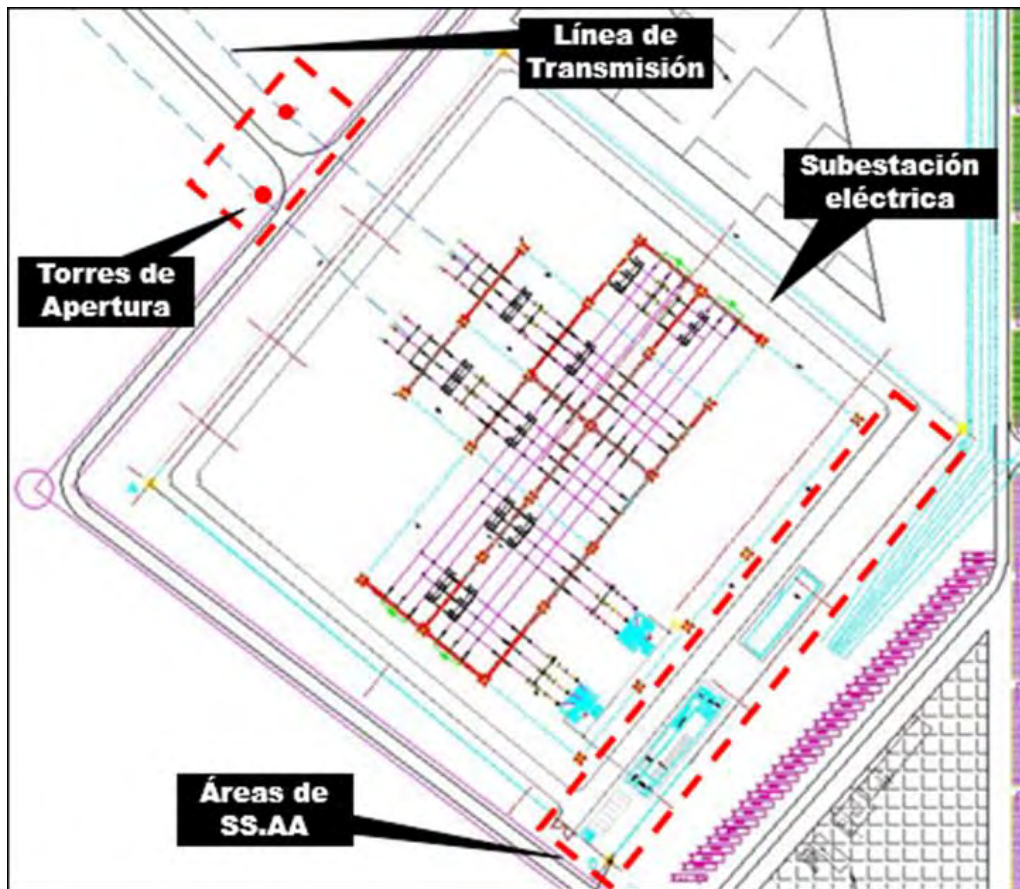 Línea de
Transmisión
Subestación
eléctrica
Torres de
Apertura
Áreas de
SS.AA